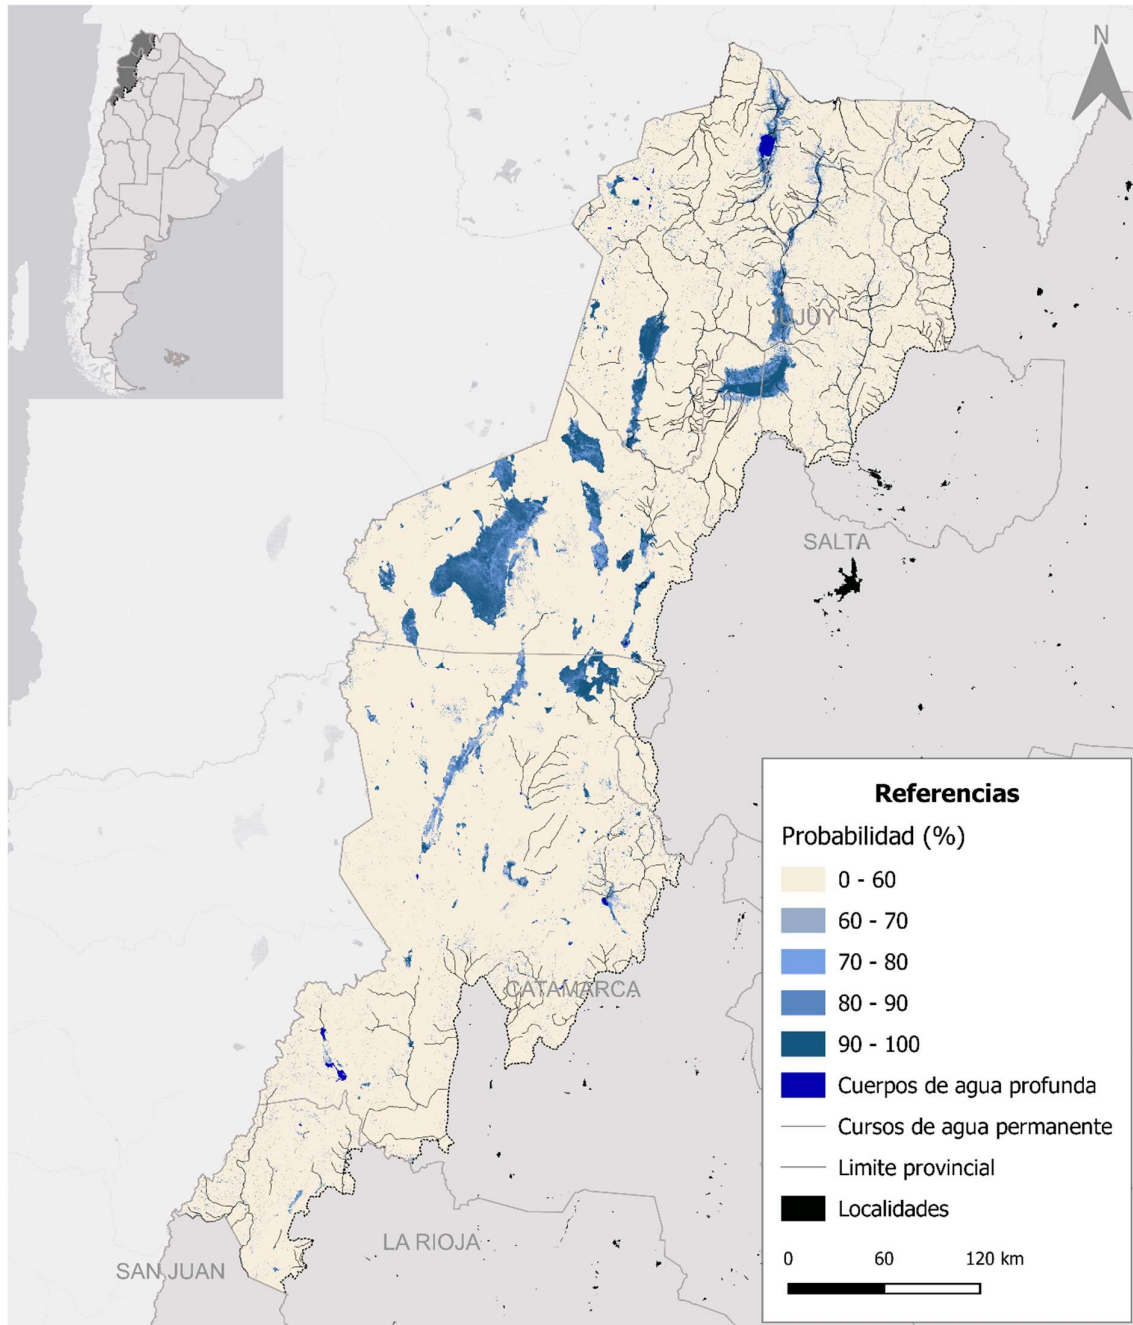 N
JUJUY
SALTA
CATAMARCA
LA RIOJA
SAN JUAN
Referencias
Probabilidad (%)
0 - 60
60 - 70
70 - 80
80 - 90
90 - 100
Cuerpos de agua profunda
Cursos de agua permanente
Limite provincial
Localidades
0 60 120 km